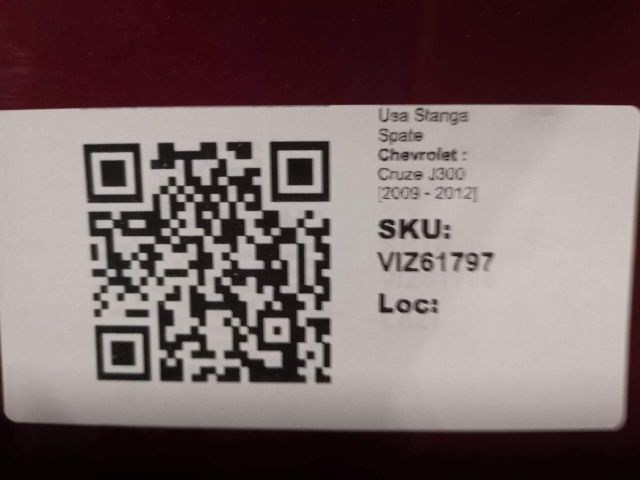 Usa Stanga
Spate
Chevrolet :
Cruze J300
[2009 - 2012]
SKU:
VIZ61797
Loc: